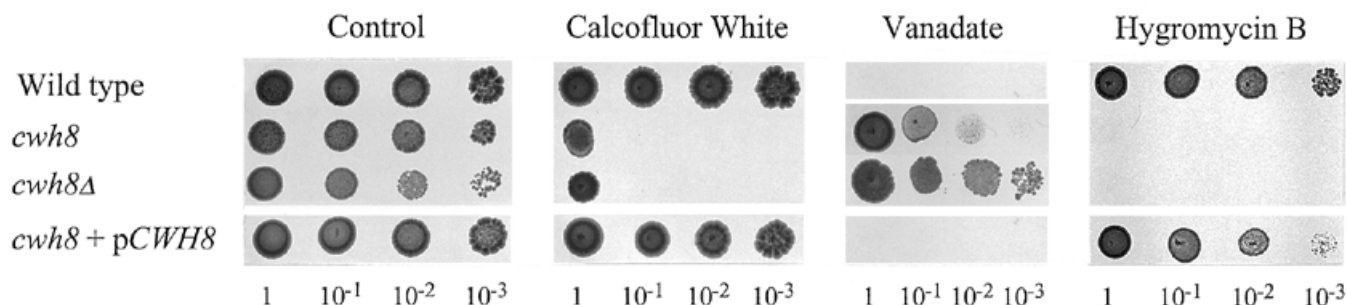 Control Calcofluor White Vanadate Hygromycin B
Wild type
cwh8
cwh8Δ
cwh8 + pCWH8
1 10⁻¹ 10⁻² 10⁻³ 1 10⁻¹ 10⁻² 10⁻³ 1 10⁻¹ 10⁻² 10⁻³ 1 10⁻¹ 10⁻² 10⁻³